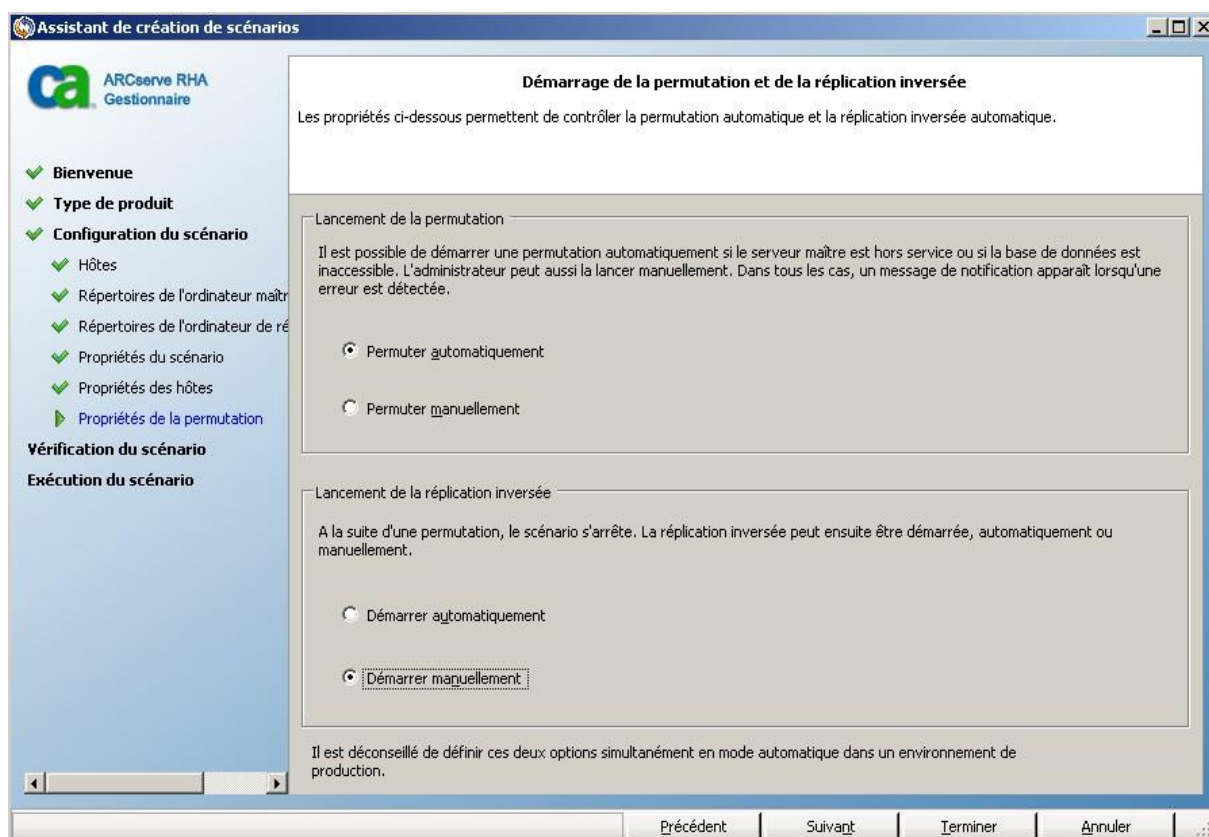 Assistant de création de scénarios
ca
ARCserve RHA
Gestionnaire
Bienvenue
Type de produit
Configuration du scénario
Hôtes
Répertoires de l'ordinateur maîtr
Répertoires de l'ordinateur de ré
Propriétés du scénario
Propriétés des hôtes
Propriétés de la permutation
Vérification du scénario
Exécution du scénario
Démarrage de la permutation et de la réplication inversée
Les propriétés ci-dessous permettent de contrôler la permutation automatique et la réplication inversée automatique.
Lancement de la permutation
Il est possible de démarrer une permutation automatiquement si le serveur maître est hors service ou si la base de données est
inaccessible. L'administrateur peut aussi la lancer manuellement. Dans tous les cas, un message de notification apparaît lorsqu'une
erreur est détectée.
Permuter automatiquement
Permuter manuellement
Lancement de la réplication inversée
A la suite d'une permutation, le scénario s'arrête. La réplication inversée peut ensuite être démarrée, automatiquement ou
manuellement.
Démarrer automatiquement
Démarrer manuellement
Il est déconseillé de définir ces deux options simultanément en mode automatique dans un environnement de
production.
Précédent
Suivant
Terminer
Annuler